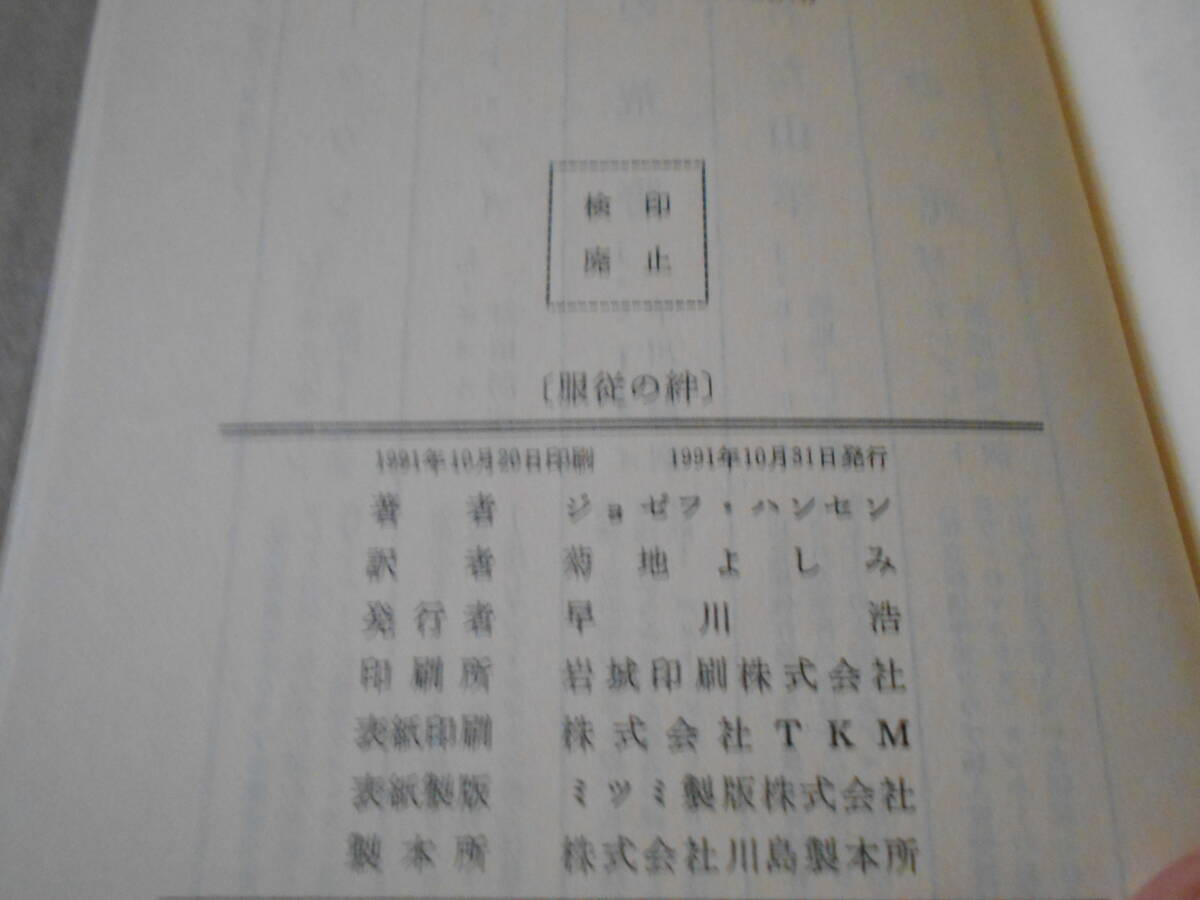 検印
廃止
〔服従の絆〕
1991年10月20日印刷 1991年10月31日発行
著者 ジョゼフ・ハンセン
訳者 菊地よしみ
発行者 早川浩
印刷所 岩城印刷株式会社
表紙印刷 株式会社TKM
表紙製版 ミツミ製版株式会社
製本所 株式会社川島製本所